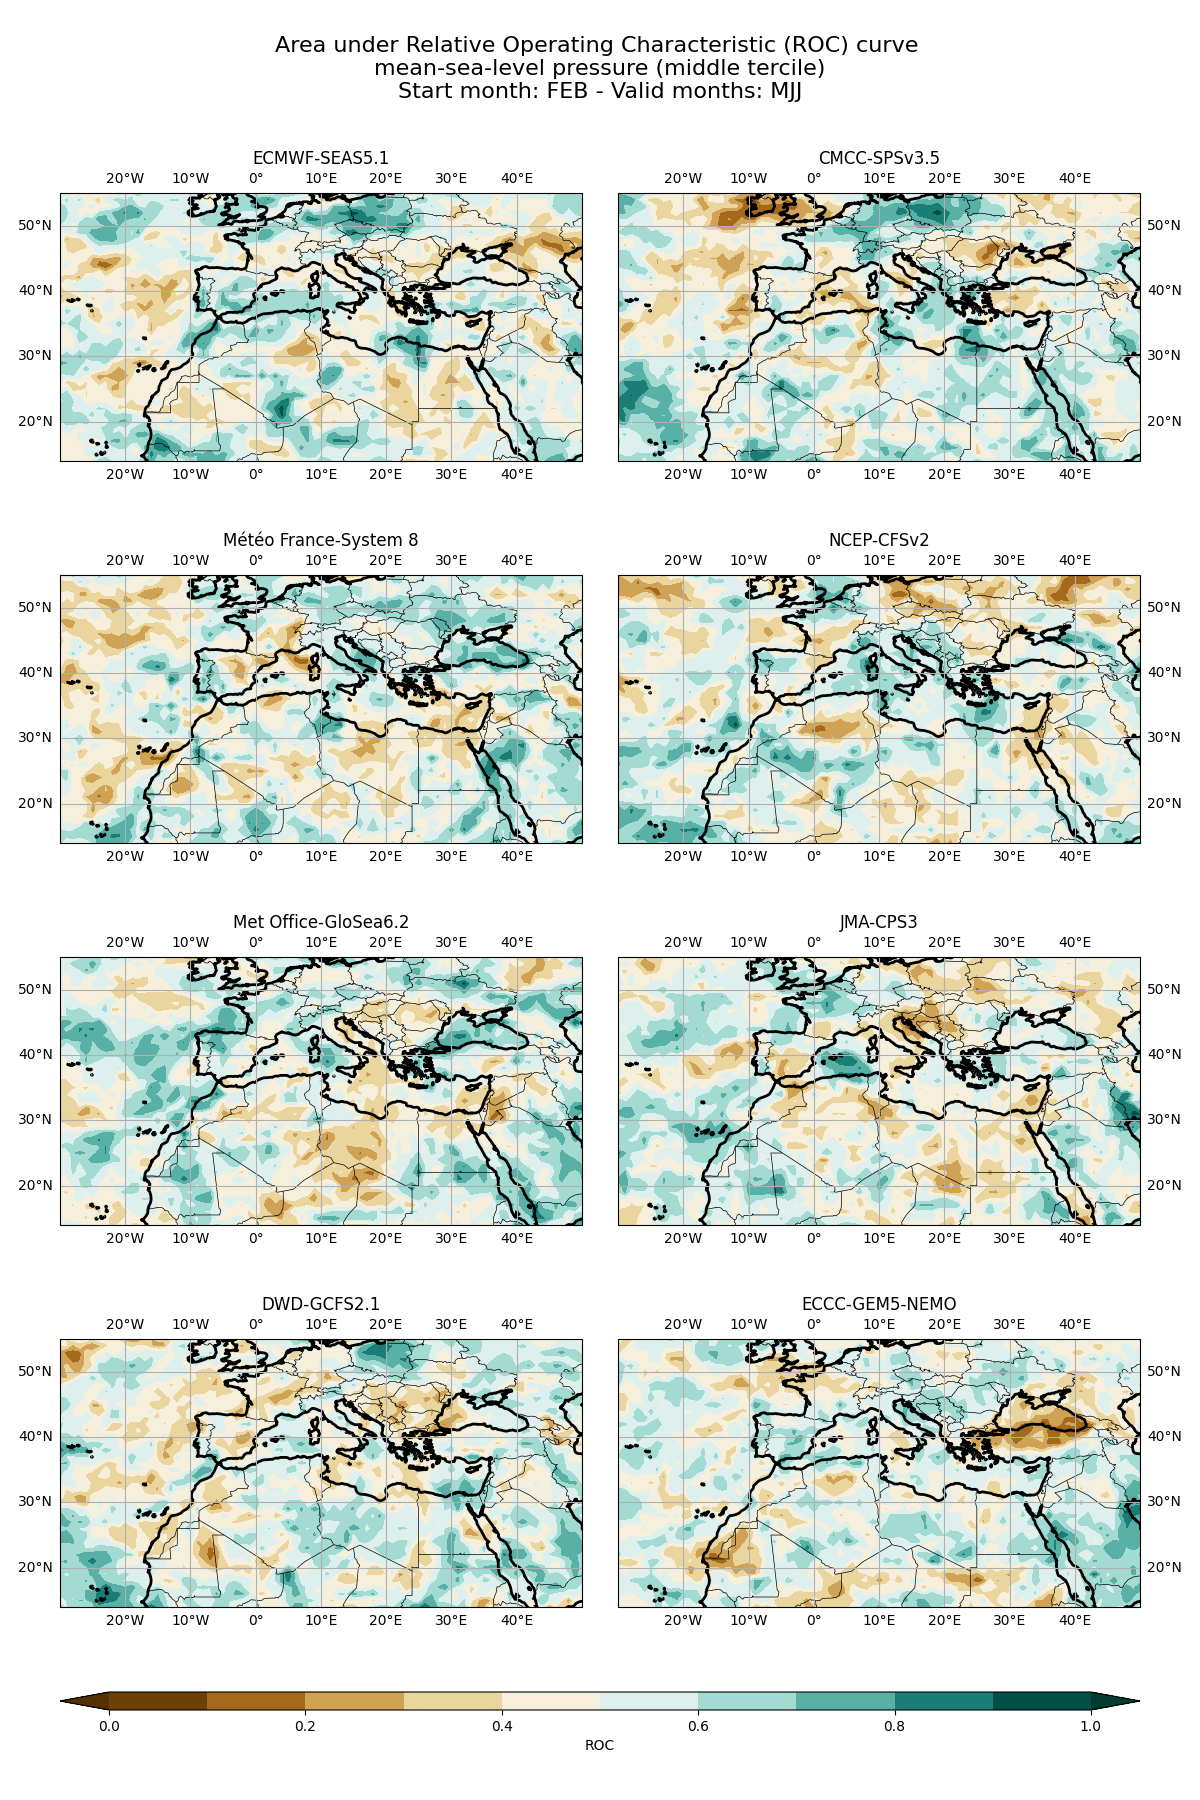 Area under Relative Operating Characteristic (ROC) curve
mean-sea-level pressure (middle tercile)
Start month: FEB - Valid months: MJJ
ECMWF-SEAS5.1
20°W 10°W 0° 10°E 20°E 30°E 40°E
50°N
40°N
30°N
20°N
20°W 10°W 0° 10°E 20°E 30°E 40°E
CMCC-SPSv3.5
20°W 10°W 0° 10°E 20°E 30°E 40°E
50°N
40°N
30°N
20°N
20°W 10°W 0° 10°E 20°E 30°E 40°E
Météo France-System 8
20°W 10°W 0° 10°E 20°E 30°E 40°E
50°N
40°N
30°N
20°N
20°W 10°W 0° 10°E 20°E 30°E 40°E
NCEP-CFSv2
20°W 10°W 0° 10°E 20°E 30°E 40°E
50°N
40°N
30°N
20°N
20°W 10°W 0° 10°E 20°E 30°E 40°E
Met Office-GloSea6.2
20°W 10°W 0° 10°E 20°E 30°E 40°E
50°N
40°N
30°N
20°N
20°W 10°W 0° 10°E 20°E 30°E 40°E
JMA-CPS3
20°W 10°W 0° 10°E 20°E 30°E 40°E
50°N
40°N
30°N
20°N
20°W 10°W 0° 10°E 20°E 30°E 40°E
DWD-GCFS2.1
20°W 10°W 0° 10°E 20°E 30°E 40°E
50°N
40°N
30°N
20°N
20°W 10°W 0° 10°E 20°E 30°E 40°E
ECCC-GEM5-NEMO
20°W 10°W 0° 10°E 20°E 30°E 40°E
50°N
40°N
30°N
20°N
20°W 10°W 0° 10°E 20°E 30°E 40°E
0.0 0.2 0.4 0.6 0.8 1.0
ROC